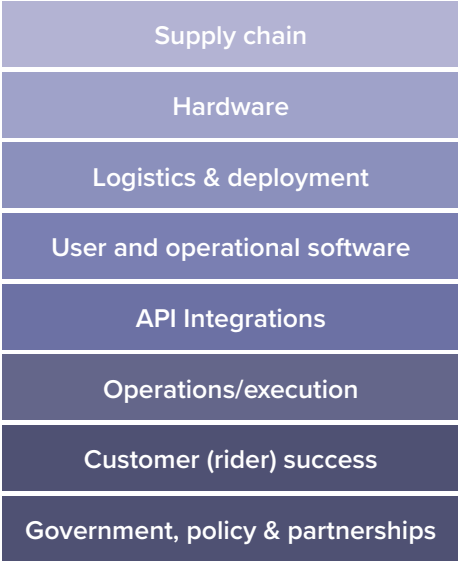 Supply chain
Hardware
Logistics & deployment
User and operational software
API Integrations
Operations/execution
Customer (rider) success
Government, policy & partnerships